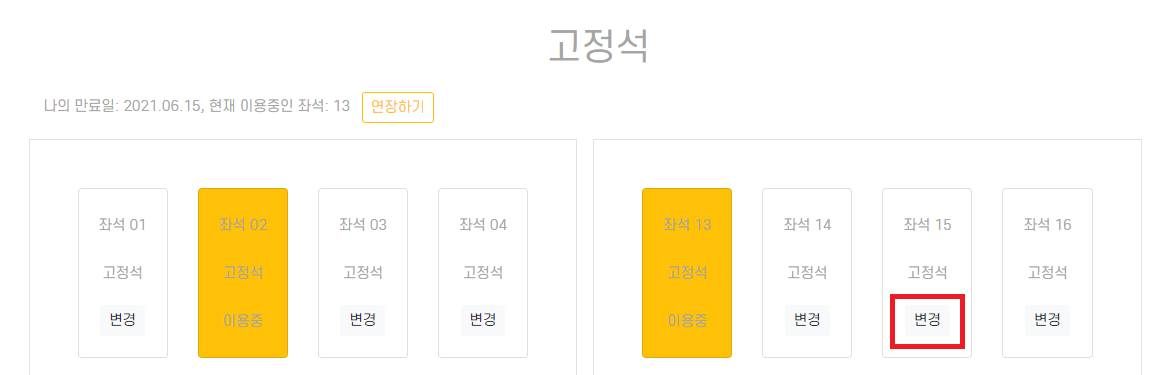 고정석
나의 만료일: 2021.06.15, 현재 이용중인 좌석: 13 연장하기
좌석 01 좌석 02 좌석 03 좌석 04 좌석 13 좌석 14 좌석 15 좌석 16
고정석 고정석 고정석 고정석 고정석 고정석 고정석 고정석
변경 이용중 변경 변경 이용중 변경 변경 변경